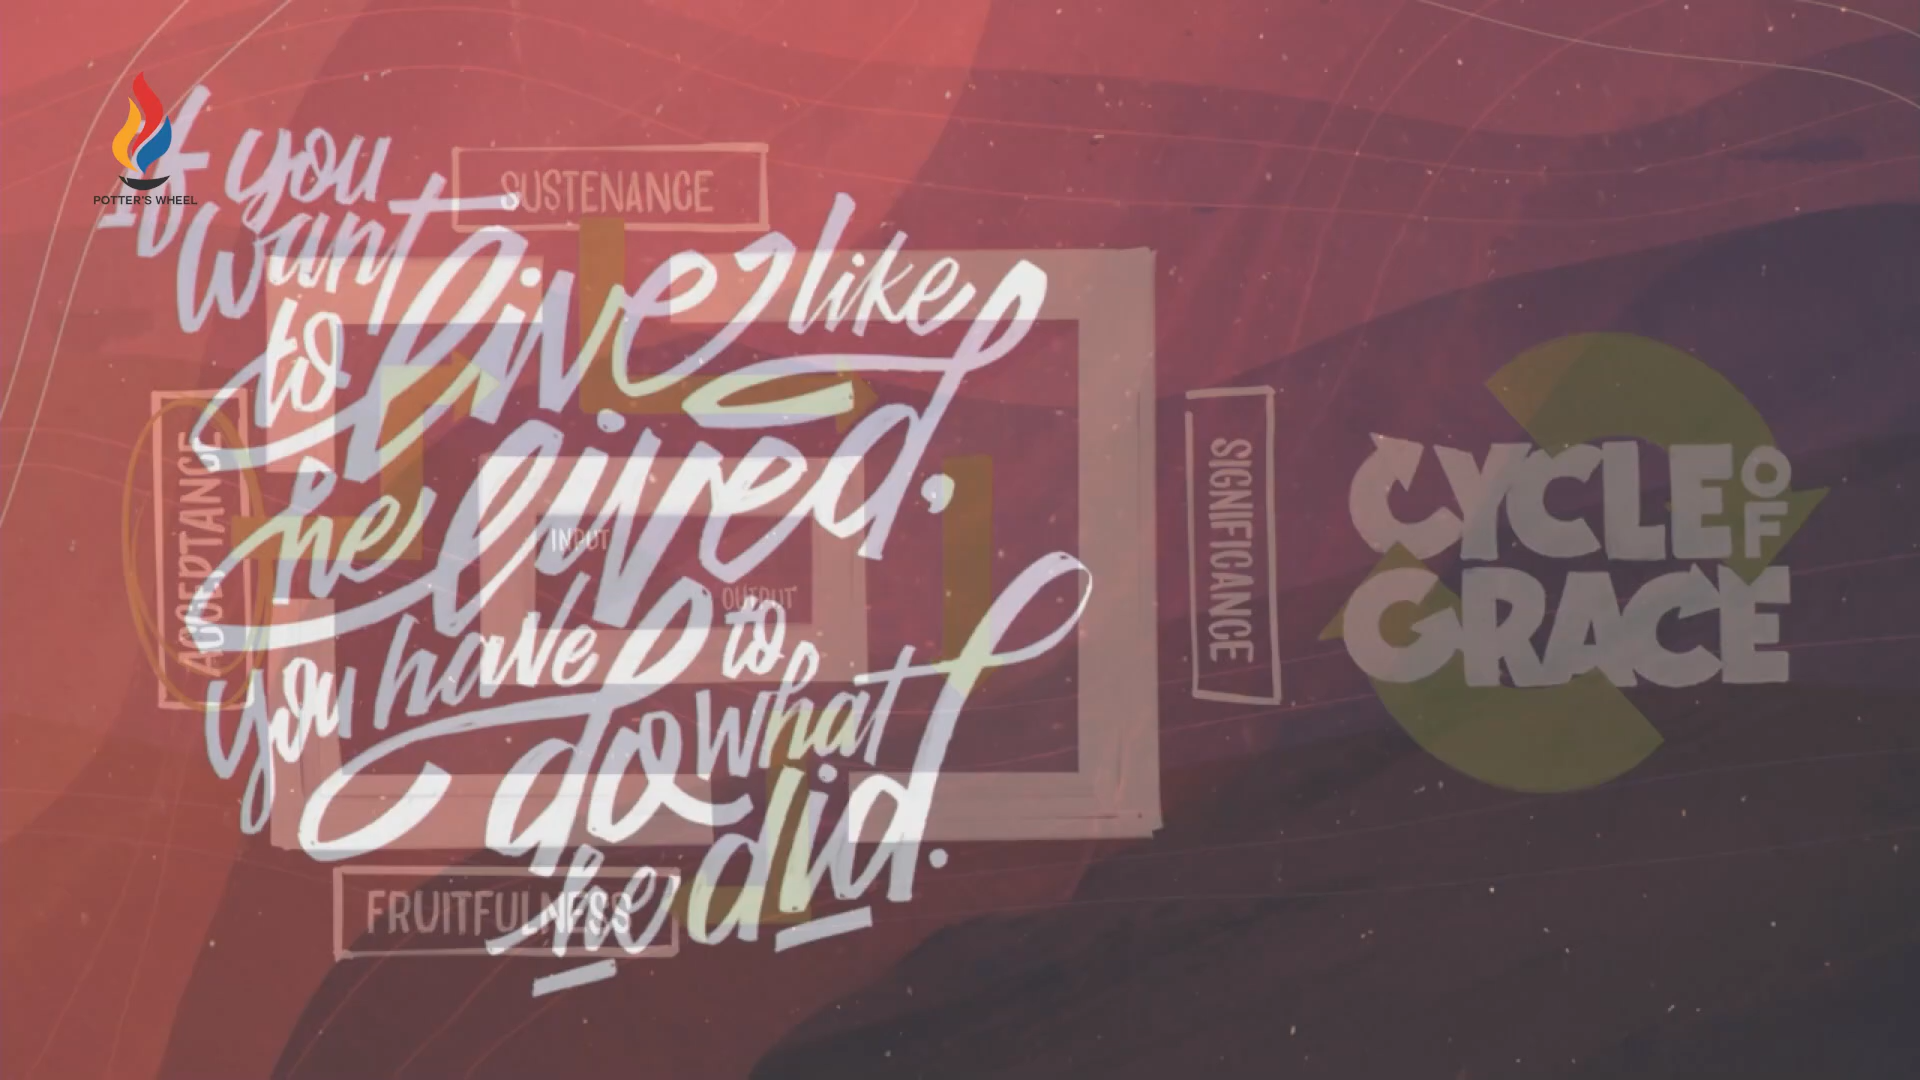 POTTER'S WHEEL
If you
want
to live like
he lived.
you have to
do what
he did.
SUSTENANCE
ACCEPTANCE
INPUT
OUTPUT
SIGNIFICANCE
FRUITFULNESS
CYCLE OF
GRACE